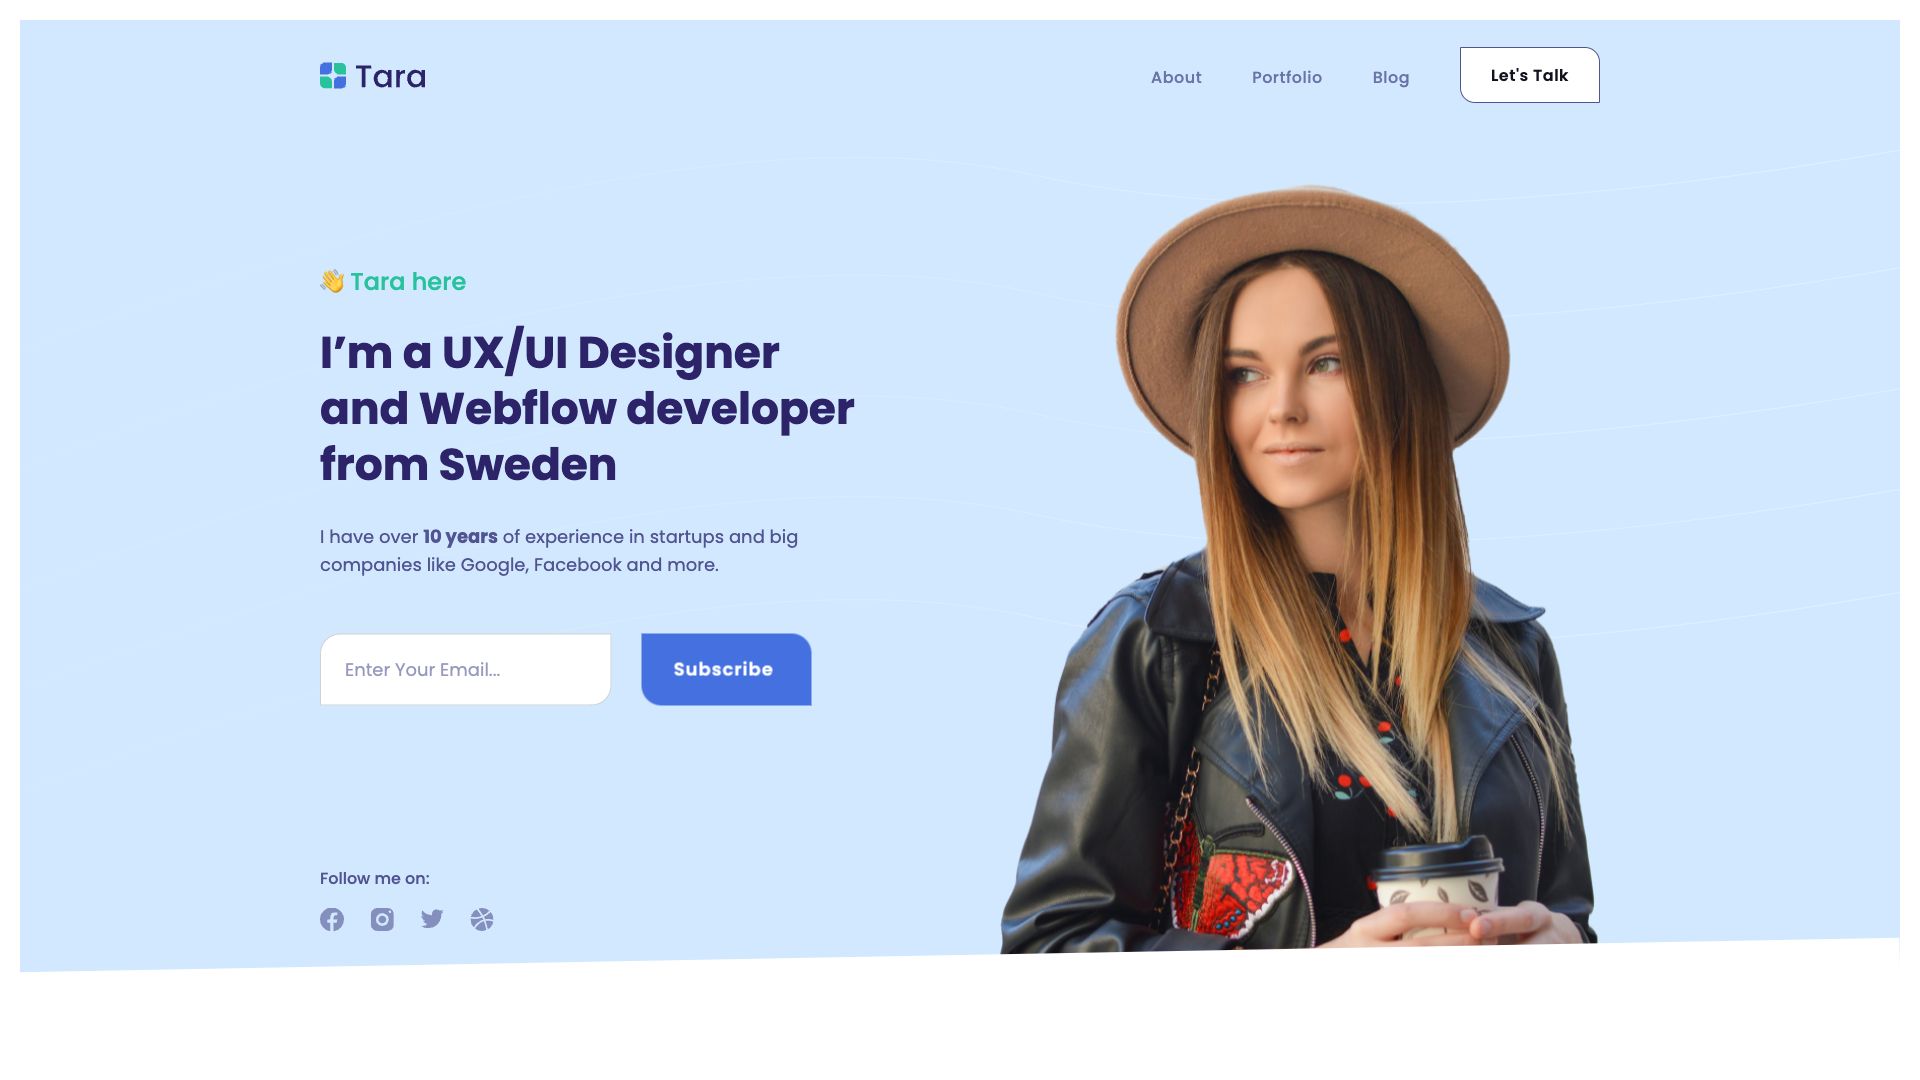 Tara
About
Portfolio
Blog
Let's Talk
👋 Tara here
I’m a UX/UI Designer
and Webflow developer
from Sweden
I have over 10 years of experience in startups and big
companies like Google, Facebook and more.
Enter Your Email...
Subscribe
Follow me on: